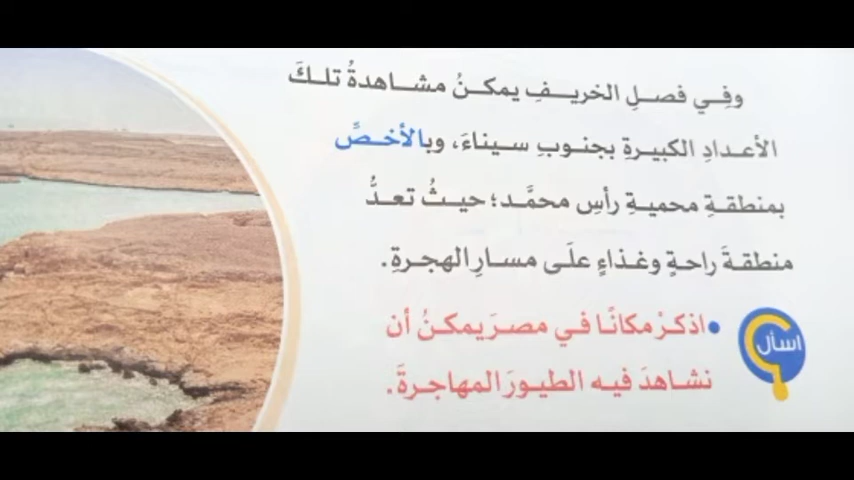 وفِي فصلِ الخريفِ يمكنُ مشاهدةُ تلكَ
الأعدادِ الكبيرةِ بجنوبِ سيناءَ، وبالأخصِّ
بمنطقةِ محميةِ رأسِ محمَّد؛ حيثُ تعدُّ
منطقةَ راحةٍ وغذاءٍ علَى مسارِ الهجرةِ.
اسأل
• اذكرْ مكانًا في مصرَ يمكنُ أن
نشاهدَ فيه الطيورَ المهاجرةَ.